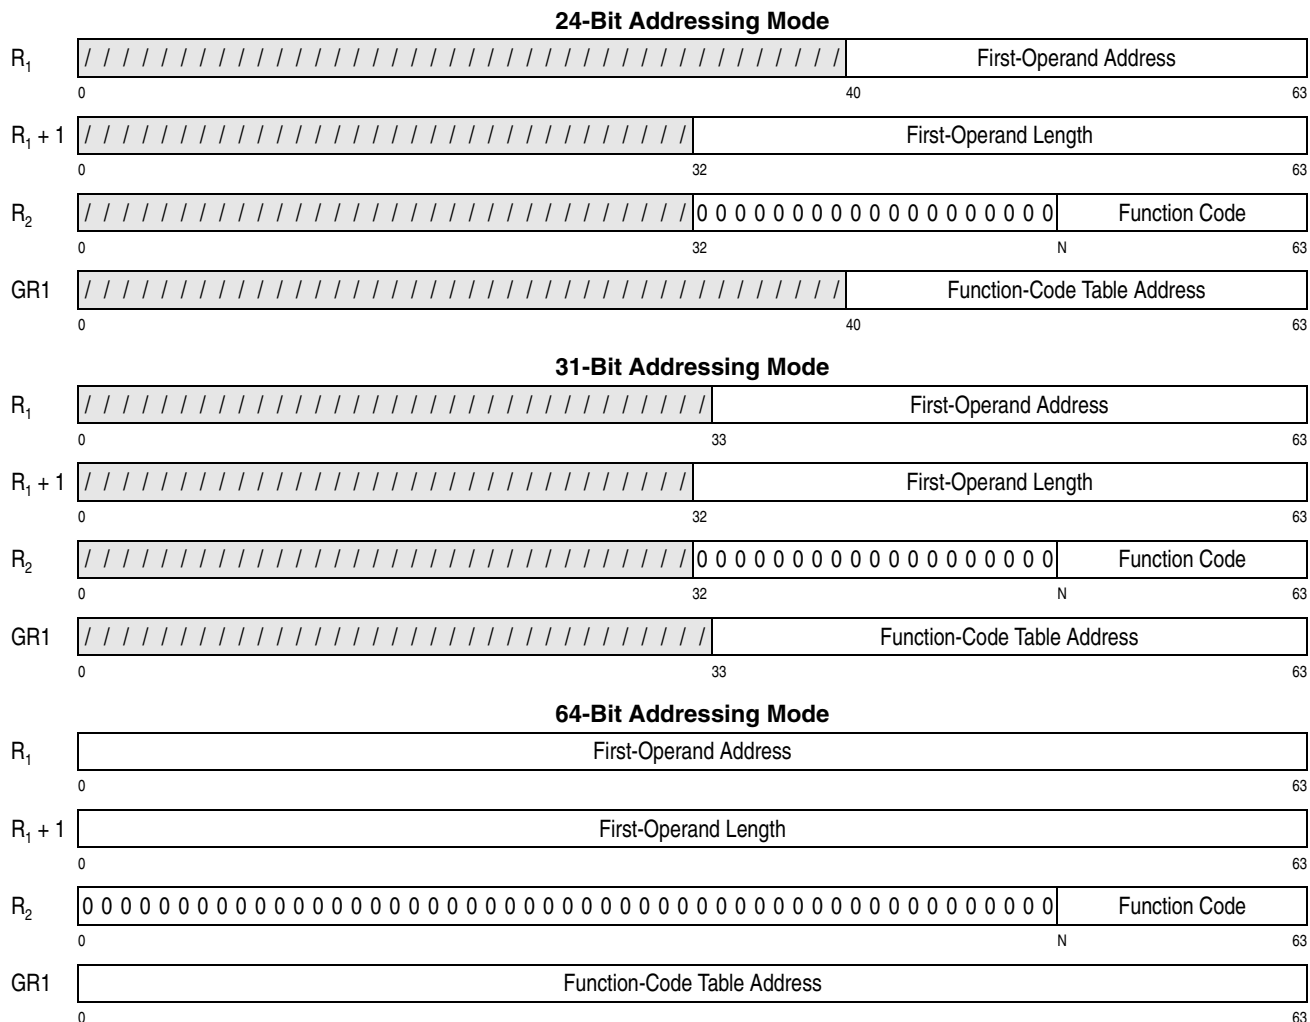 24-Bit Addressing Mode
R₁ / / / / / / / / / / / / / / / / / / / / / / / / / / / / / / / / / / / / / / / / First-Operand Address
0 40 63
R₁ + 1 / / / / / / / / / / / / / / / / / / / / / / / / / / / / / / / / First-Operand Length
0 32 63
R₂ / / / / / / / / / / / / / / / / / / / / / / / / / / / / / / / / 0 0 0 0 0 0 0 0 0 0 0 0 0 0 0 0 0 0 0 Function Code
0 32 N 63
GR1 / / / / / / / / / / / / / / / / / / / / / / / / / / / / / / / / / / / / / / / / Function-Code Table Address
0 40 63
31-Bit Addressing Mode
R₁ / / / / / / / / / / / / / / / / / / / / / / / / / / / / / / / / / First-Operand Address
0 33 63
R₁ + 1 / / / / / / / / / / / / / / / / / / / / / / / / / / / / / / / / First-Operand Length
0 32 63
R₂ / / / / / / / / / / / / / / / / / / / / / / / / / / / / / / / / 0 0 0 0 0 0 0 0 0 0 0 0 0 0 0 0 0 0 0 Function Code
0 32 N 63
GR1 / / / / / / / / / / / / / / / / / / / / / / / / / / / / / / / / / Function-Code Table Address
0 33 63
64-Bit Addressing Mode
R₁ First-Operand Address
0 63
R₁ + 1 First-Operand Length
0 63
R₂ 0 0 0 0 0 0 0 0 0 0 0 0 0 0 0 0 0 0 0 0 0 0 0 0 0 0 0 0 0 0 0 0 0 0 0 0 0 0 0 0 0 0 0 0 0 0 0 0 0 0 0 Function Code
0 N 63
GR1 Function-Code Table Address
0 63